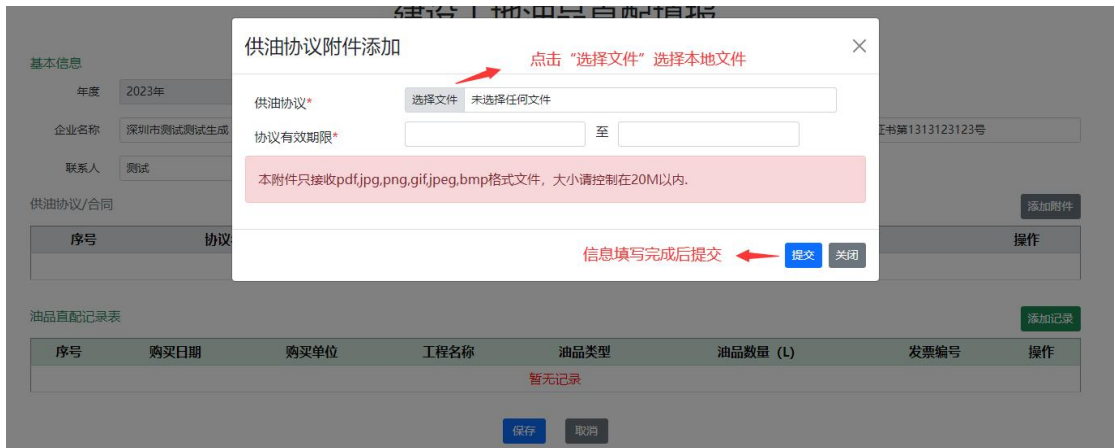 建设工地油品直配填报
供油协议附件添加
点击“选择文件”选择本地文件
基本信息
年度 2023年
供油协议* 选择文件 未选择任何文件
企业名称 深圳市测试测试生成 证书第1313123123号
协议有效期限* 至
联系人 测试
本附件只接收pdf,jpg,png,gif,jpeg,bmp格式文件，大小请控制在20M以内.
供油协议/合同 添加附件
序号 协议 操作
信息填写完成后提交 提交 关闭
油品直配记录表 添加记录
序号 购买日期 购买单位 工程名称 油品类型 油品数量（L） 发票编号 操作
暂无记录
保存 取消